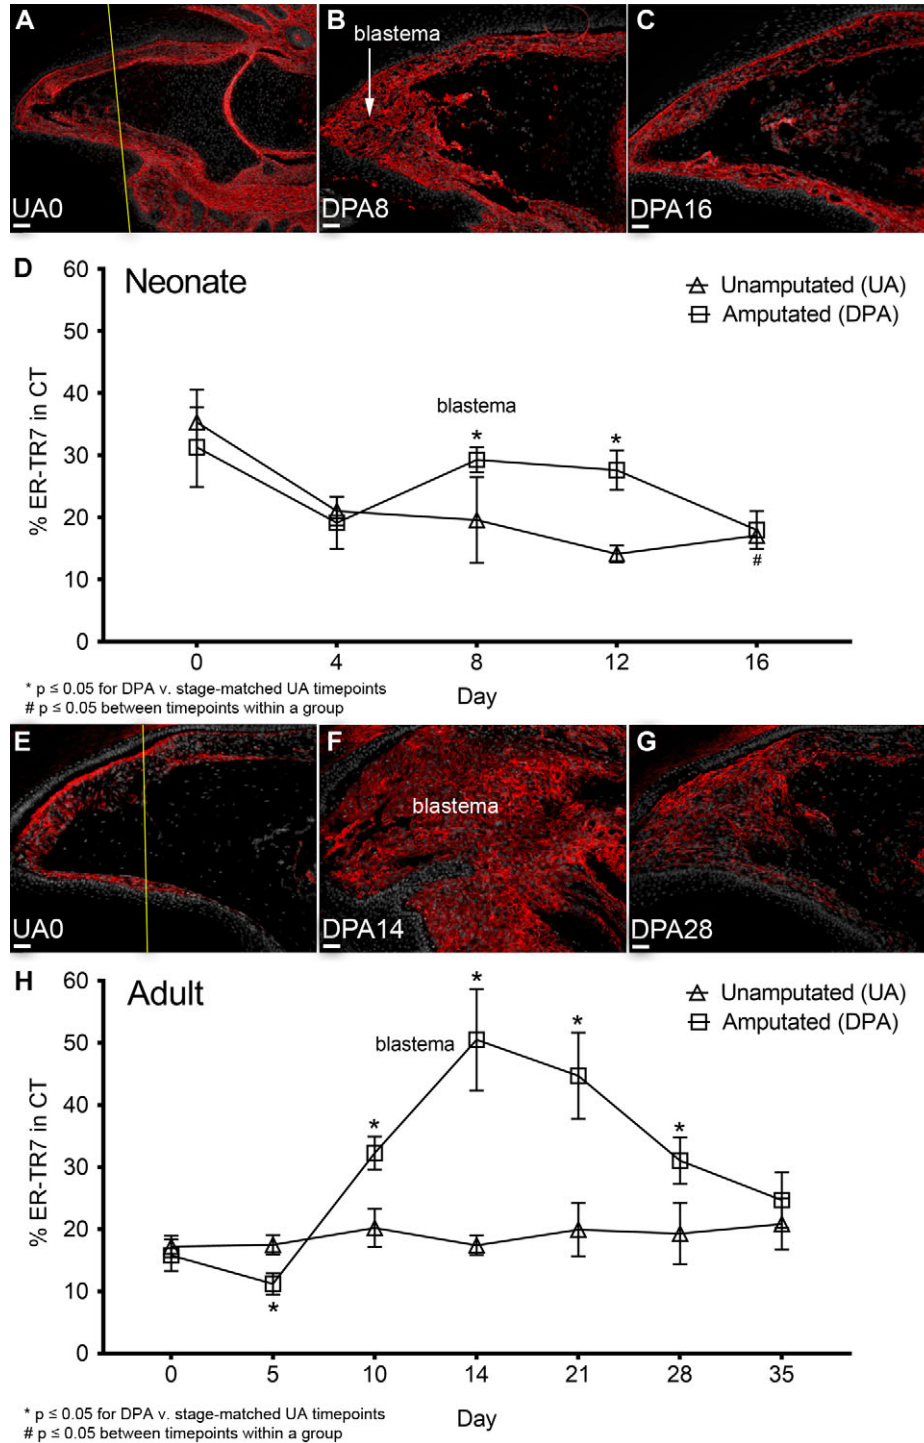 A
B
C
blastema
UA0
DPA8
DPA16
D
Neonate
Unamputated (UA)
Amputated (DPA)
% ER-TR7 in CT
60
50
40
30
20
10
0
blastema
*
*
#
0 4 8 12 16
Day
* p ≤ 0.05 for DPA v. stage-matched UA timepoints
# p ≤ 0.05 between timepoints within a group
E
F
G
blastema
UA0
DPA14
DPA28
H
Adult
Unamputated (UA)
Amputated (DPA)
% ER-TR7 in CT
60
50
40
30
20
10
0
blastema
*
*
*
*
*
0 5 10 14 21 28 35
Day
* p ≤ 0.05 for DPA v. stage-matched UA timepoints
# p ≤ 0.05 between timepoints within a group